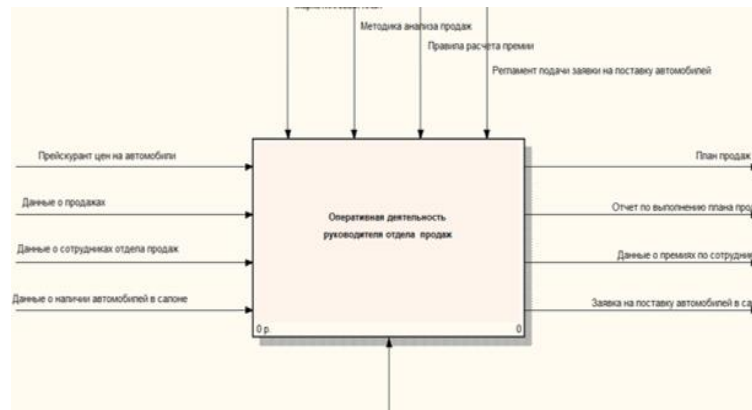 Методика анализа продаж
Правила расчета премии
Регламент подачи заявки на поставку автомобилей
Прейскурант цен на автомобили
План продаж
Данные о продажах
Оперативная деятельность
руководителя отдела продаж
Отчет по выполнению плана про
Данные о сотрудниках отдела продаж
Данные о премиях по сотрудник
Данные о наличии автомобилей в салоне
Заявка на поставку автомобилей в са
0 р.
0